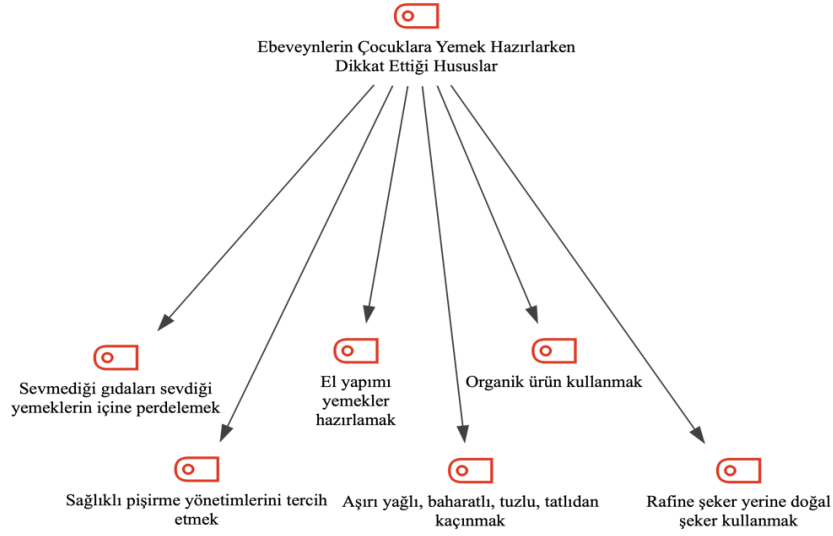 Ebeveynlerin Çocuklara Yemek Hazırlarken
Dikkat Ettiği Hususlar
Sevmediği gıdaları sevdiği
yemeklerin içine perdelemek
El yapımı
yemekler
hazırlamak
Organik ürün kullanmak
Sağlıklı pişirme yönetimlerini tercih
etmek
Aşırı yağlı, baharatlı, tuzlu, tatlıdan
kaçınmak
Rafine şeker yerine doğal
şeker kullanmak